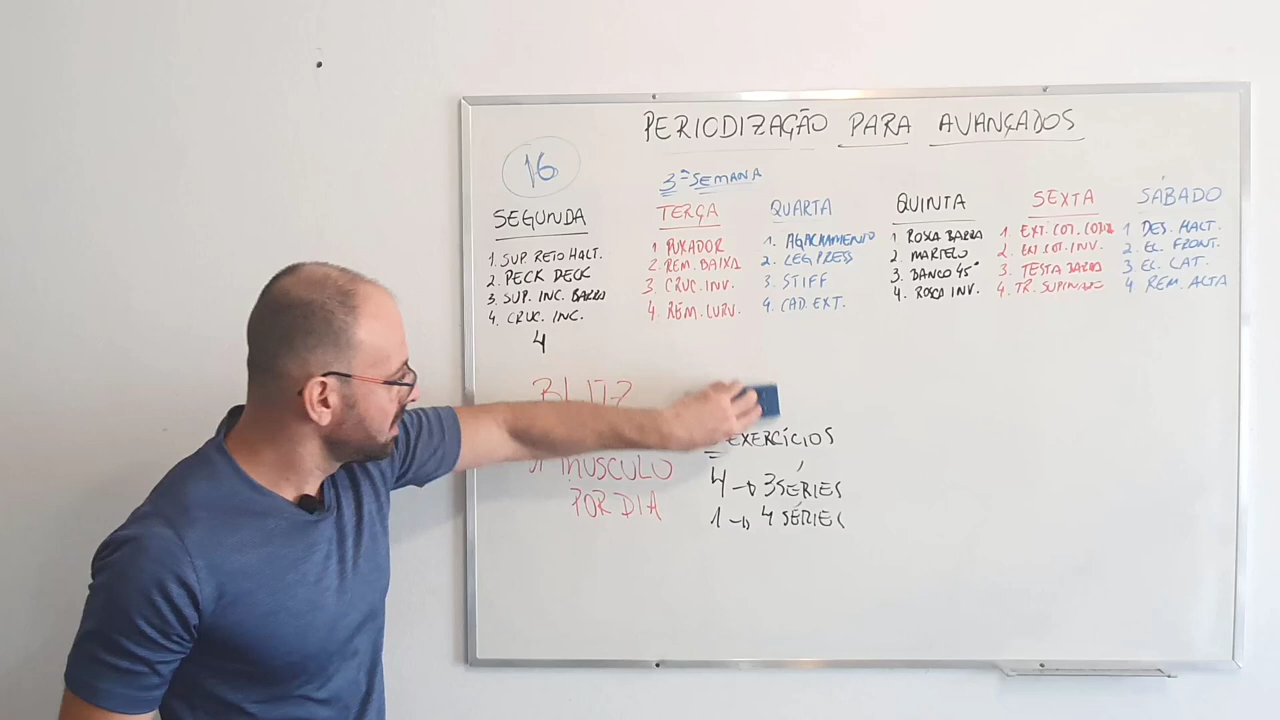 PERIODIZAÇÃO PARA AVANÇADOS
16
3ª SEMANA
SEGUNDA
1. SUP. RETO HALT.
2. PECK DECK
3. SUP. INC. BARRA
4. CRUC. INC.
4
TERÇA
1 PUXADOR
2. REM. BAIXA
3. CRUC. INV.
4. REM. CURV.
QUARTA
1. AGACHAMENTO
2. LEG PRESS
3. STIFF
4. CAD. EXT.
QUINTA
1. ROSCA BARRA
2. MARTELO
3. BANCO 45°
4. ROSCA INV.
SEXTA
1. EXT. COT. CORDA
2. EXT. COT. INV.
3. TESTA BARRA
4. TR. SUPINADO
SÁBADO
1 DES. HALT.
2. EL. FRONT.
3. EL. LAT.
4 REM. ALTA
BLITZ
MÚSCULO
POR DIA
EXERCÍCIOS
4 → 3 SÉRIES
1 → 4 SÉRIES